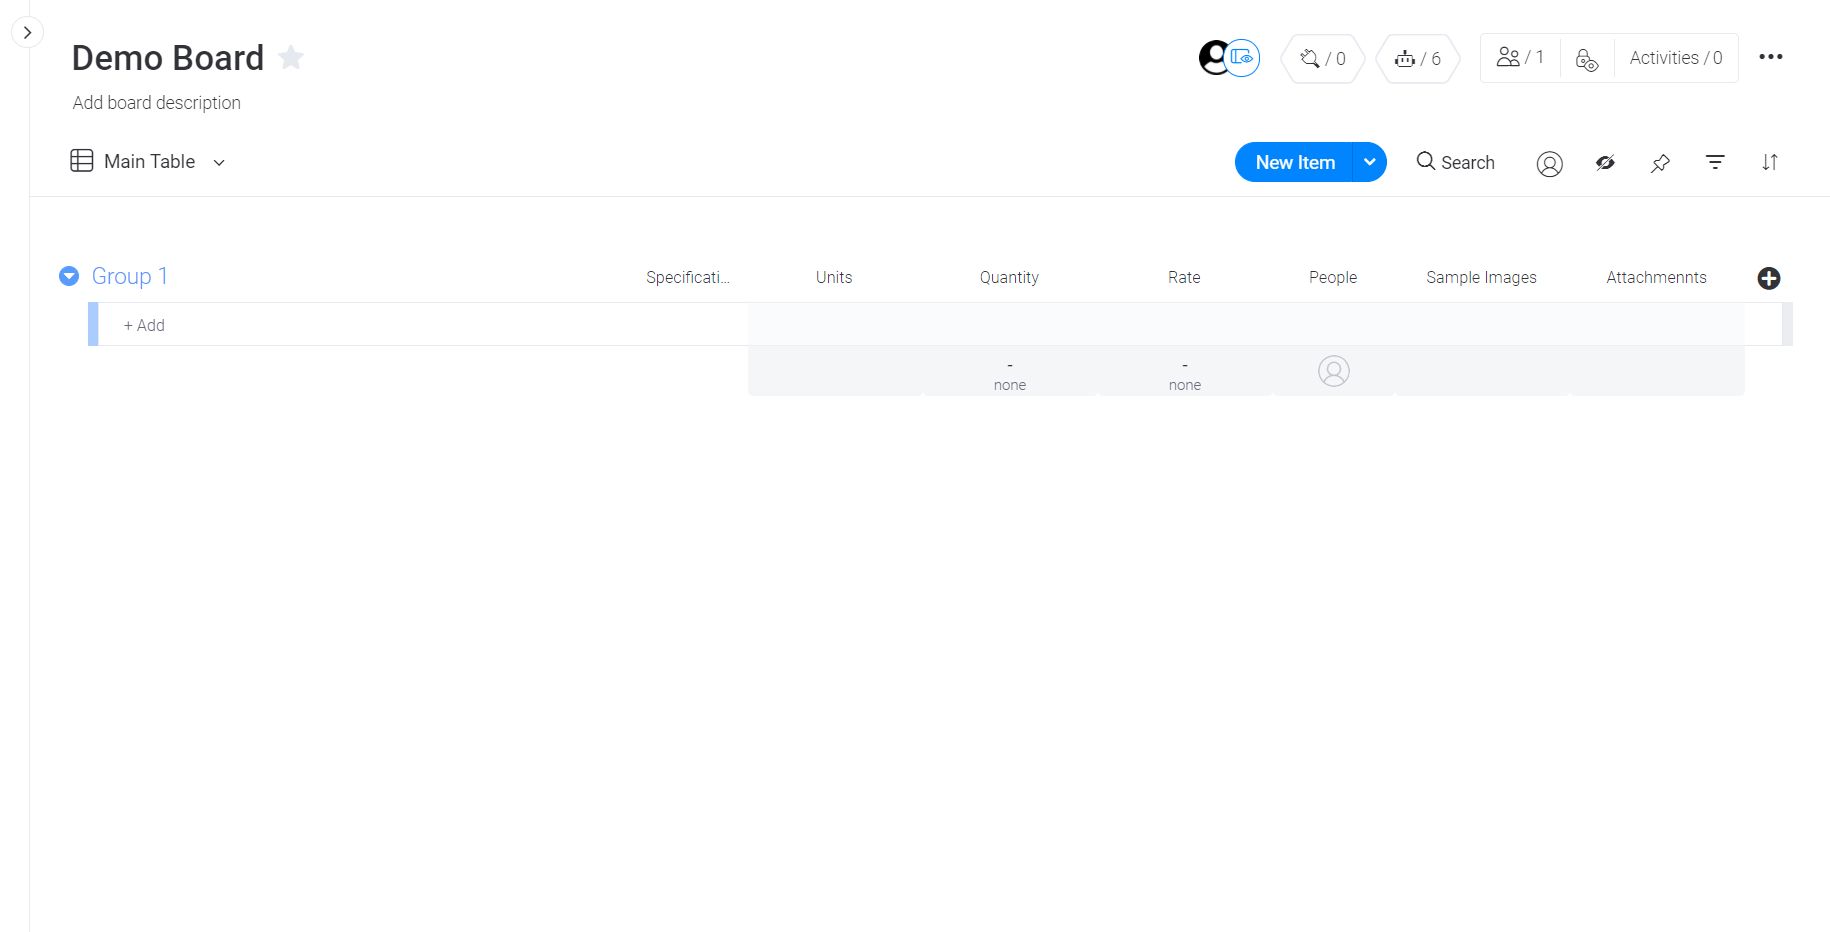 Demo Board
/ 0
/ 6
/ 1
Activities / 0
Add board description
Main Table
New Item
Search
Group 1
Specificati...
Units
Quantity
Rate
People
Sample Images
Attachmennts
+ Add
-
none
-
none